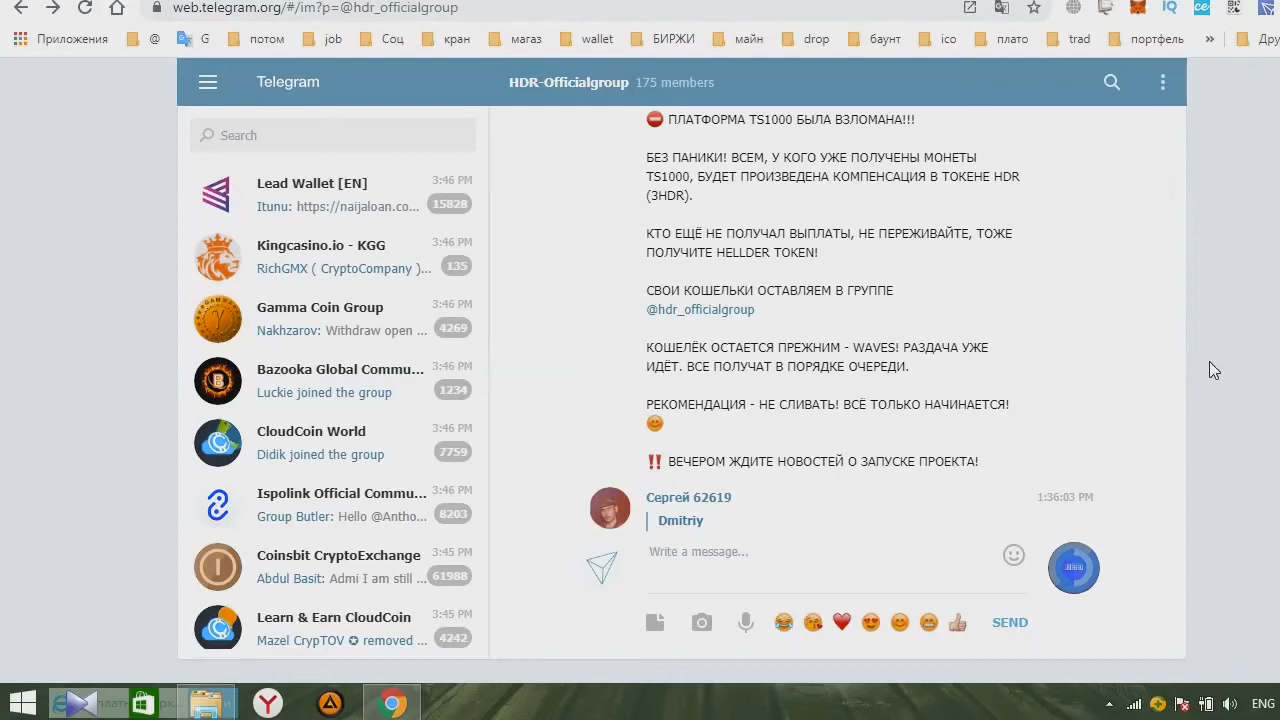 web.telegram.org/#/im?p=@hdr_officialgroup
Приложения @ G потом job Соц кран магаз wallet БИРЖИ майн drop баунт ico плато trad портфель » Дру
Telegram
HDR-Officialgroup 175 members
Search
Lead Wallet [EN] 3:46 PM
Itunu: https://naijaloan.co... 15828
Kingcasino.io - KGG 3:46 PM
RichGMX ( CryptoCompany )... 135
Gamma Coin Group 3:46 PM
Nakhzarov: Withdraw open ... 4269
Bazooka Global Commu... 3:46 PM
Luckie joined the group 1234
CloudCoin World 3:46 PM
Didik joined the group 7759
Ispolink Official Commu... 3:46 PM
Group Butler: Hello @Antho... 8203
Coinsbit CryptoExchange 3:45 PM
Abdul Basit: Admi I am still ... 61988
Learn & Earn CloudCoin 3:45 PM
Mazel CrypTOV ✪ removed ... 4242
⛔ ПЛАТФОРМА TS1000 БЫЛА ВЗЛОМАНА!!!
БЕЗ ПАНИКИ! ВСЕМ, У КОГО УЖЕ ПОЛУЧЕНЫ МОНЕТЫ
TS1000, БУДЕТ ПРОИЗВЕДЕНА КОМПЕНСАЦИЯ В ТОКЕНЕ HDR
(3HDR).
КТО ЕЩЁ НЕ ПОЛУЧАЛ ВЫПЛАТЫ, НЕ ПЕРЕЖИВАЙТЕ, ТОЖЕ
ПОЛУЧИТЕ HELLDER TOKEN!
СВОИ КОШЕЛЬКИ ОСТАВЛЯЕМ В ГРУППЕ
@hdr_officialgroup
КОШЕЛЁК ОСТАЕТСЯ ПРЕЖНИМ - WAVES! РАЗДАЧА УЖЕ
ИДЁТ. ВСЕ ПОЛУЧАТ В ПОРЯДКЕ ОЧЕРЕДИ.
РЕКОМЕНДАЦИЯ - НЕ СЛИВАТЬ! ВСЁ ТОЛЬКО НАЧИНАЕТСЯ!
😊
‼ ВЕЧЕРОМ ЖДИТЕ НОВОСТЕЙ О ЗАПУСКЕ ПРОЕКТА!
Сергей 62619 1:36:03 PM
Dmitriy
Write a message...
SEND
ENG